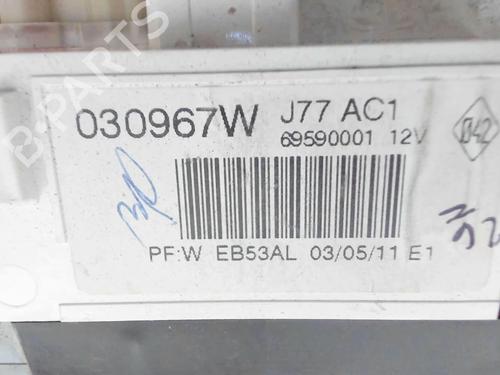 B-PARTS
030967W J77 AC1
69590001 12V
PF:W EB53AL 03/05/11 E1